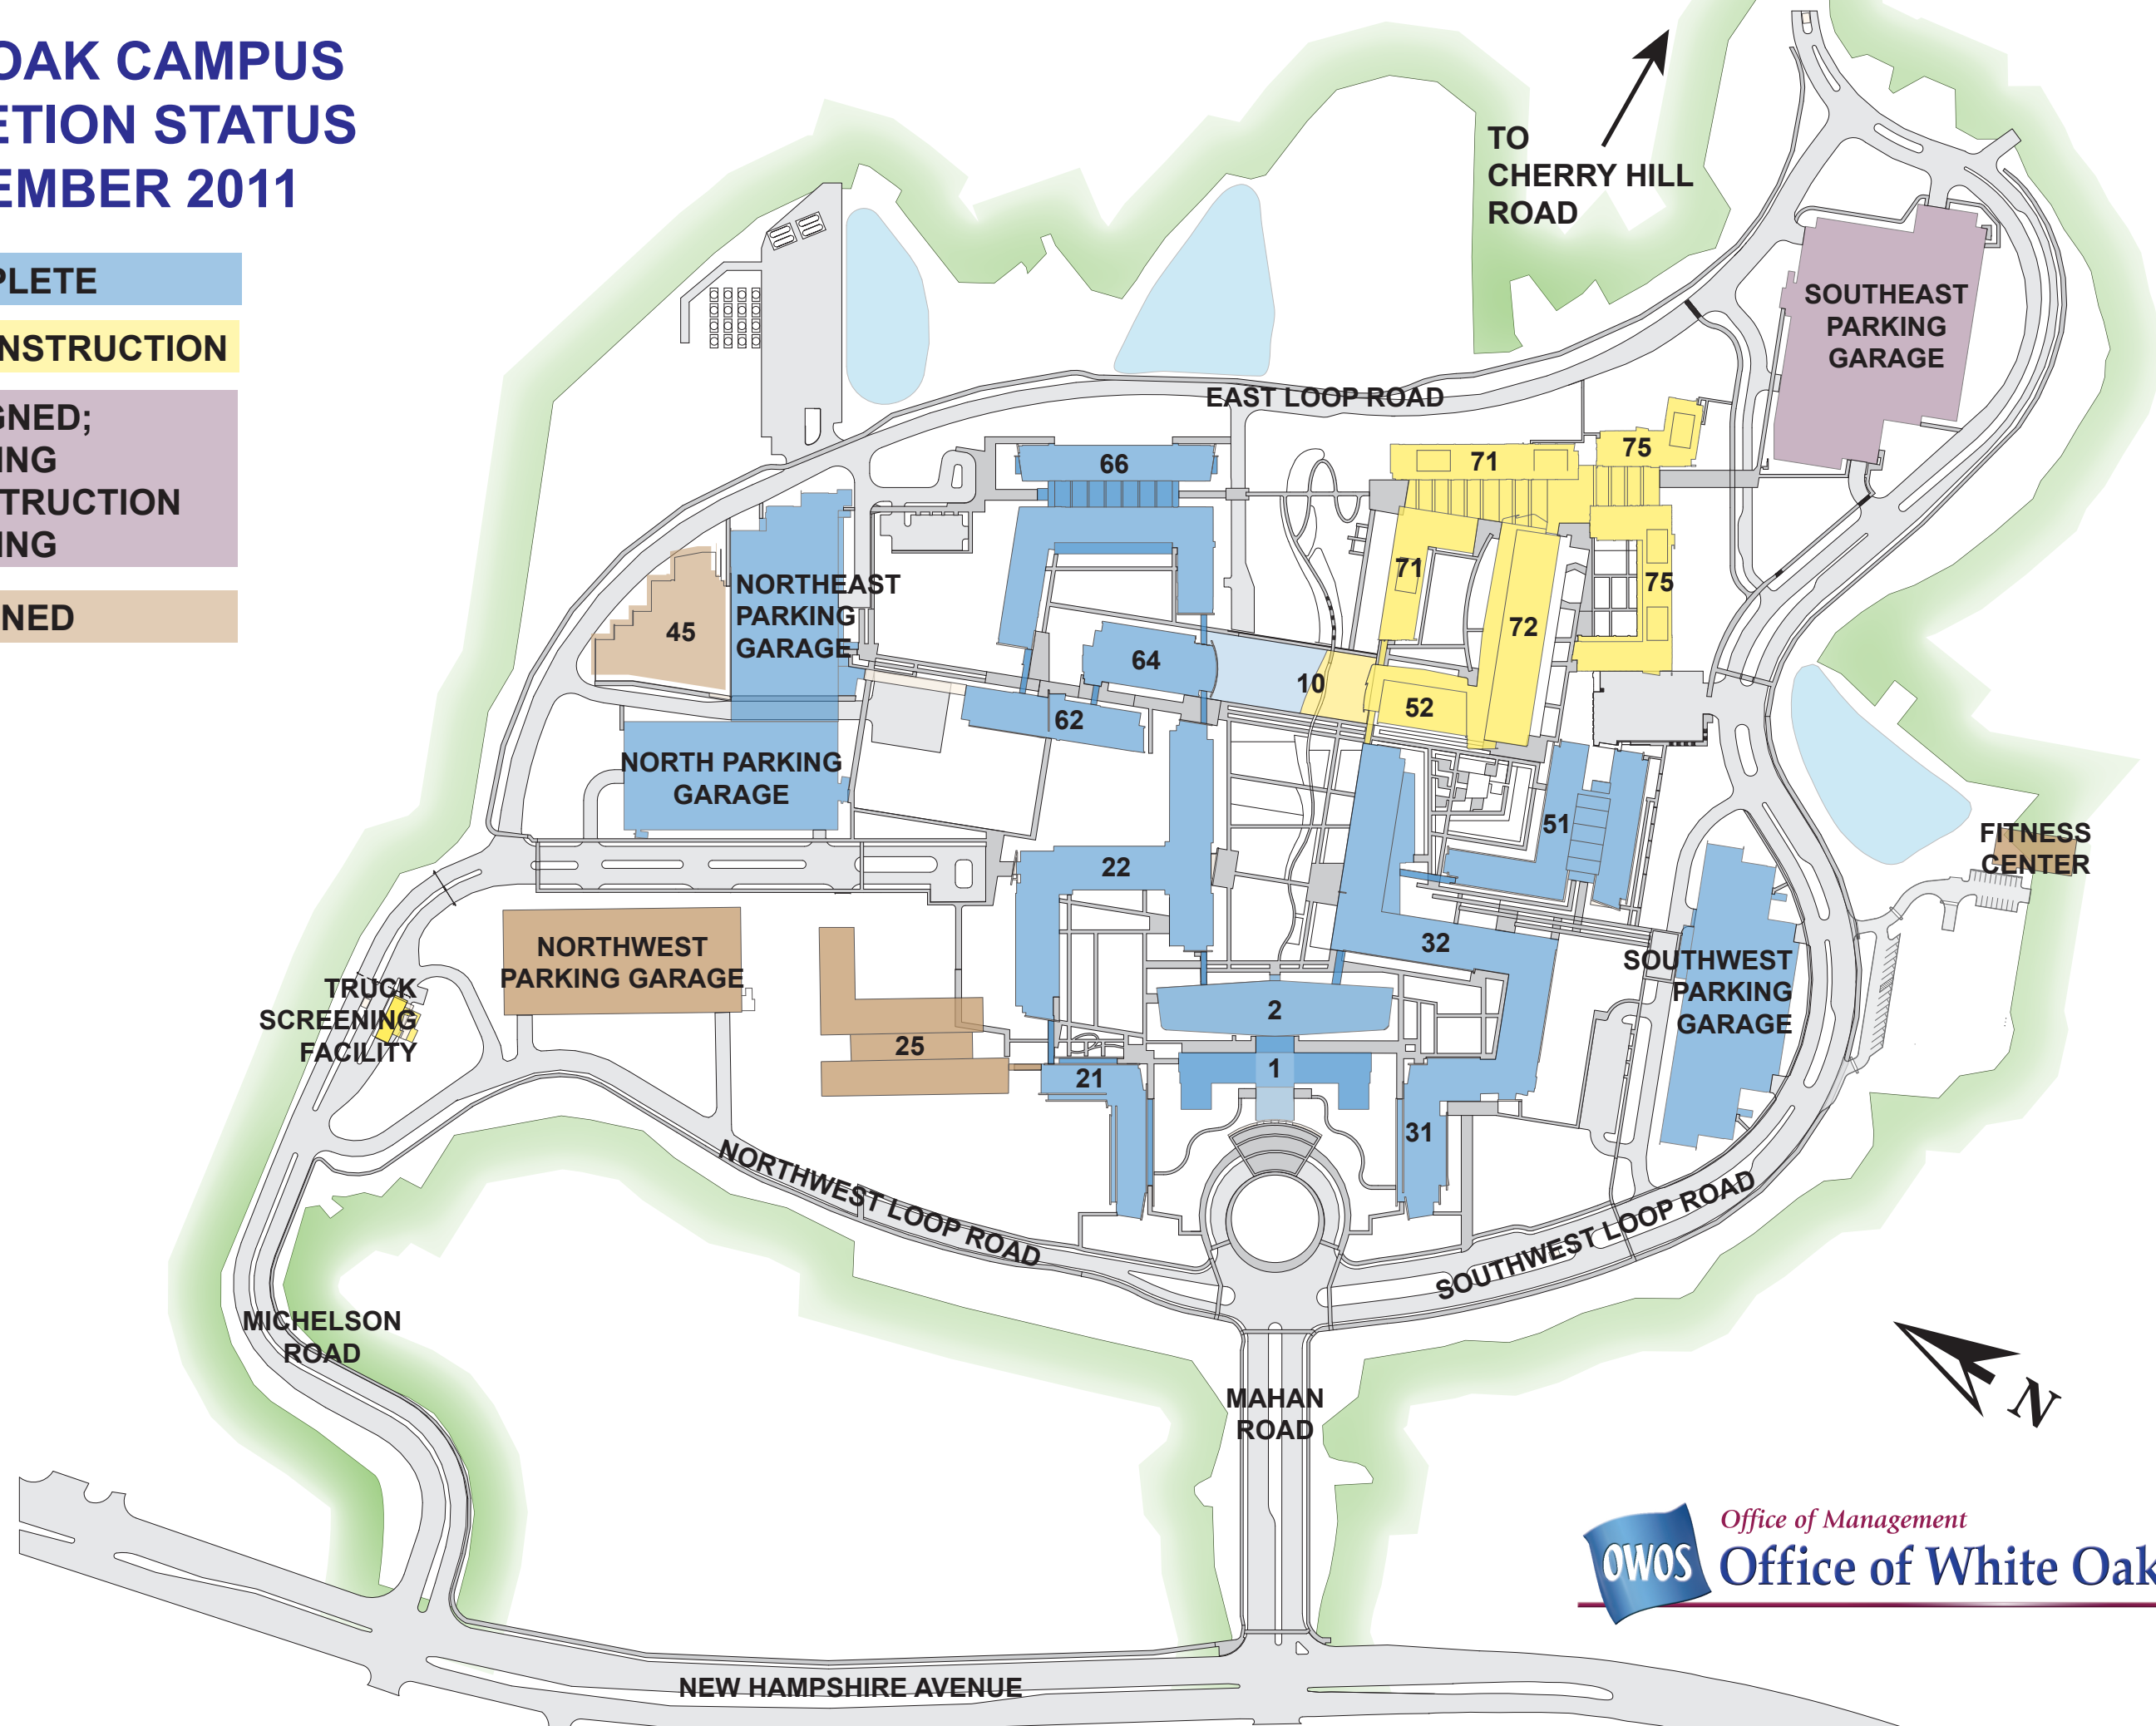 OAK CAMPUS
ETION STATUS
EMBER 2011
PLETE
NSTRUCTION
GNED;
ING
TRUCTION
ING
NED
TO
CHERRY HILL
ROAD
SOUTHEAST
PARKING
GARAGE
EAST LOOP ROAD
66
71
75
NORTHEAST
PARKING
GARAGE
45
71
72
75
64
10
52
62
NORTH PARKING
GARAGE
51
FITNESS
CENTER
22
32
NORTHWEST
PARKING GARAGE
SOUTHWEST
PARKING
GARAGE
TRUCK
SCREENING
FACILITY
2
25
21
1
31
NORTHWEST LOOP ROAD
SOUTHWEST LOOP ROAD
MICHELSON
ROAD
MAHAN
ROAD
N
OWOS
Office of Management
Office of White Oak
NEW HAMPSHIRE AVENUE